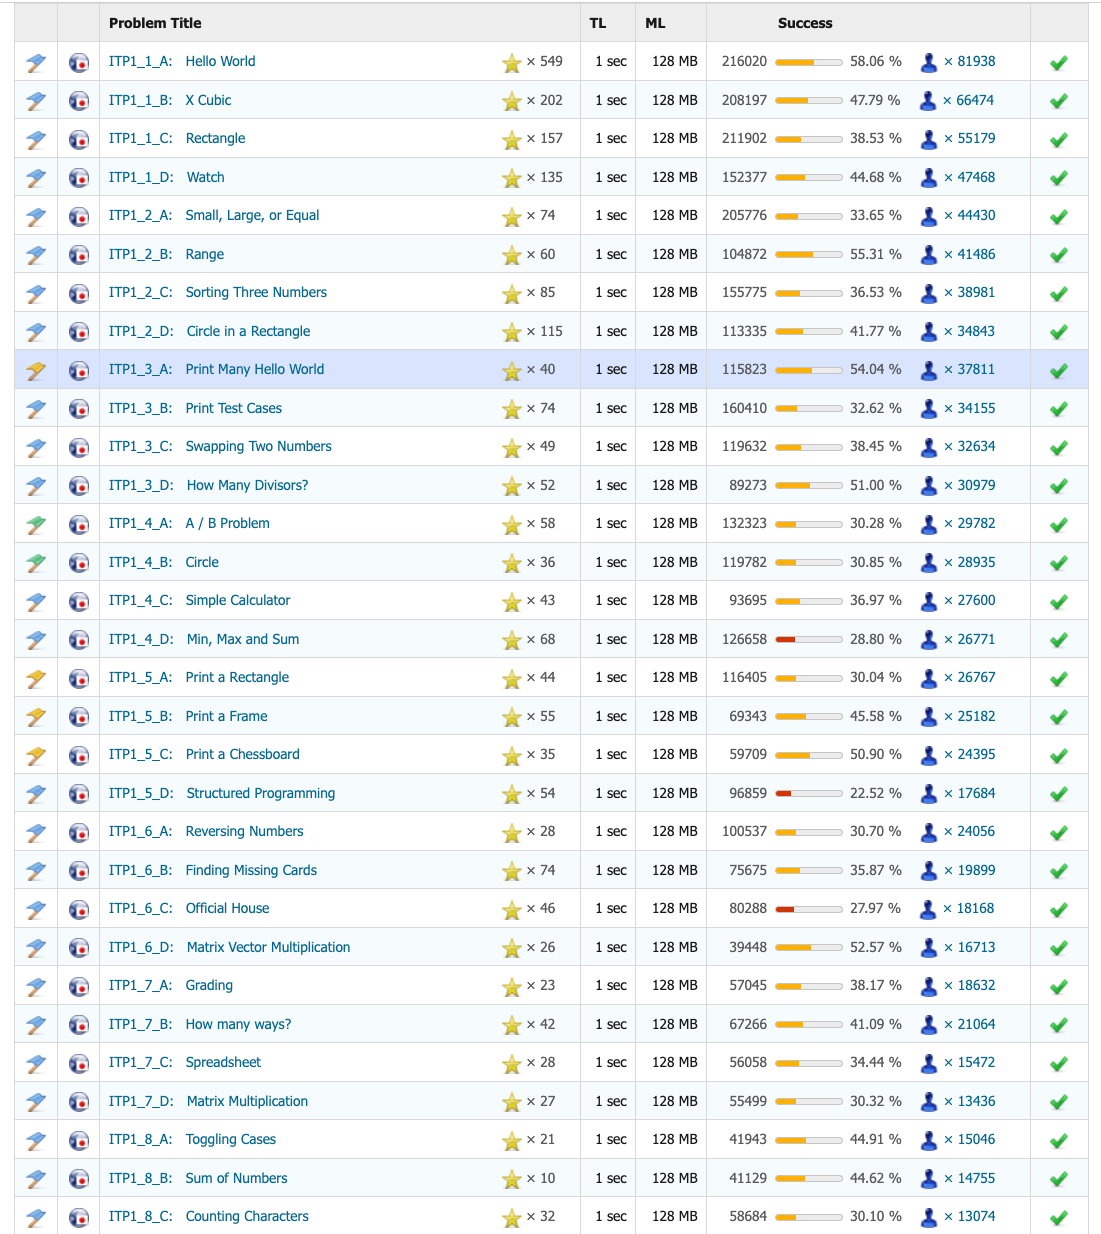 Problem Title TL ML Success
ITP1_1_A: Hello World × 549 1 sec 128 MB 216020 58.06 % × 81938
ITP1_1_B: X Cubic × 202 1 sec 128 MB 208197 47.79 % × 66474
ITP1_1_C: Rectangle × 157 1 sec 128 MB 211902 38.53 % × 55179
ITP1_1_D: Watch × 135 1 sec 128 MB 152377 44.68 % × 47468
ITP1_2_A: Small, Large, or Equal × 74 1 sec 128 MB 205776 33.65 % × 44430
ITP1_2_B: Range × 60 1 sec 128 MB 104872 55.31 % × 41486
ITP1_2_C: Sorting Three Numbers × 85 1 sec 128 MB 155775 36.53 % × 38981
ITP1_2_D: Circle in a Rectangle × 115 1 sec 128 MB 113335 41.77 % × 34843
ITP1_3_A: Print Many Hello World × 40 1 sec 128 MB 115823 54.04 % × 37811
ITP1_3_B: Print Test Cases × 74 1 sec 128 MB 160410 32.62 % × 34155
ITP1_3_C: Swapping Two Numbers × 49 1 sec 128 MB 119632 38.45 % × 32634
ITP1_3_D: How Many Divisors? × 52 1 sec 128 MB 89273 51.00 % × 30979
ITP1_4_A: A / B Problem × 58 1 sec 128 MB 132323 30.28 % × 29782
ITP1_4_B: Circle × 36 1 sec 128 MB 119782 30.85 % × 28935
ITP1_4_C: Simple Calculator × 43 1 sec 128 MB 93695 36.97 % × 27600
ITP1_4_D: Min, Max and Sum × 68 1 sec 128 MB 126658 28.80 % × 26771
ITP1_5_A: Print a Rectangle × 44 1 sec 128 MB 116405 30.04 % × 26767
ITP1_5_B: Print a Frame × 55 1 sec 128 MB 69343 45.58 % × 25182
ITP1_5_C: Print a Chessboard × 35 1 sec 128 MB 59709 50.90 % × 24395
ITP1_5_D: Structured Programming × 54 1 sec 128 MB 96859 22.52 % × 17684
ITP1_6_A: Reversing Numbers × 28 1 sec 128 MB 100537 30.70 % × 24056
ITP1_6_B: Finding Missing Cards × 74 1 sec 128 MB 75675 35.87 % × 19899
ITP1_6_C: Official House × 46 1 sec 128 MB 80288 27.97 % × 18168
ITP1_6_D: Matrix Vector Multiplication × 26 1 sec 128 MB 39448 52.57 % × 16713
ITP1_7_A: Grading × 23 1 sec 128 MB 57045 38.17 % × 18632
ITP1_7_B: How many ways? × 42 1 sec 128 MB 67266 41.09 % × 21064
ITP1_7_C: Spreadsheet × 28 1 sec 128 MB 56058 34.44 % × 15472
ITP1_7_D: Matrix Multiplication × 27 1 sec 128 MB 55499 30.32 % × 13436
ITP1_8_A: Toggling Cases × 21 1 sec 128 MB 41943 44.91 % × 15046
ITP1_8_B: Sum of Numbers × 10 1 sec 128 MB 41129 44.62 % × 14755
ITP1_8_C: Counting Characters × 32 1 sec 128 MB 58684 30.10 % × 13074